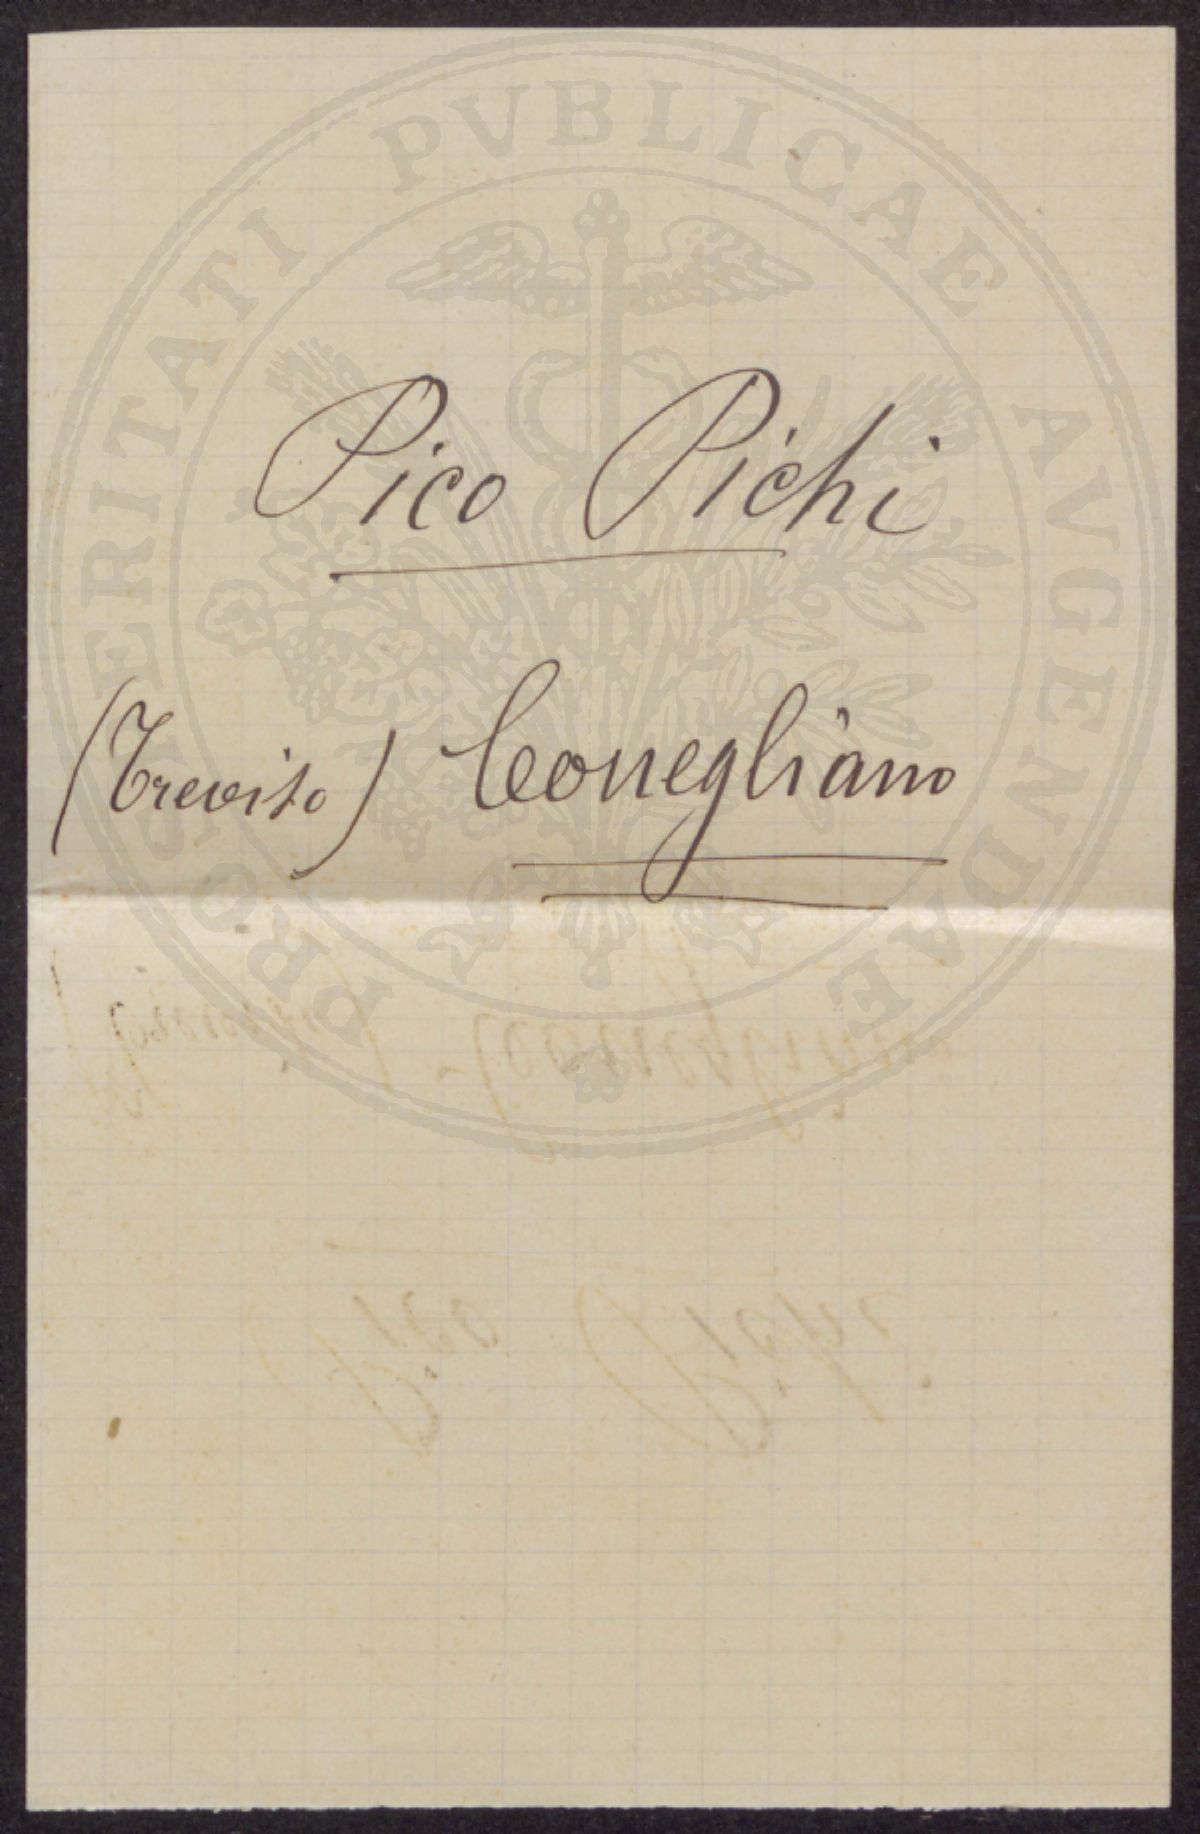 Pico Pichi
(Treviso) Conegliano
PROSPERITATI PVBLICAE AVGENDAE